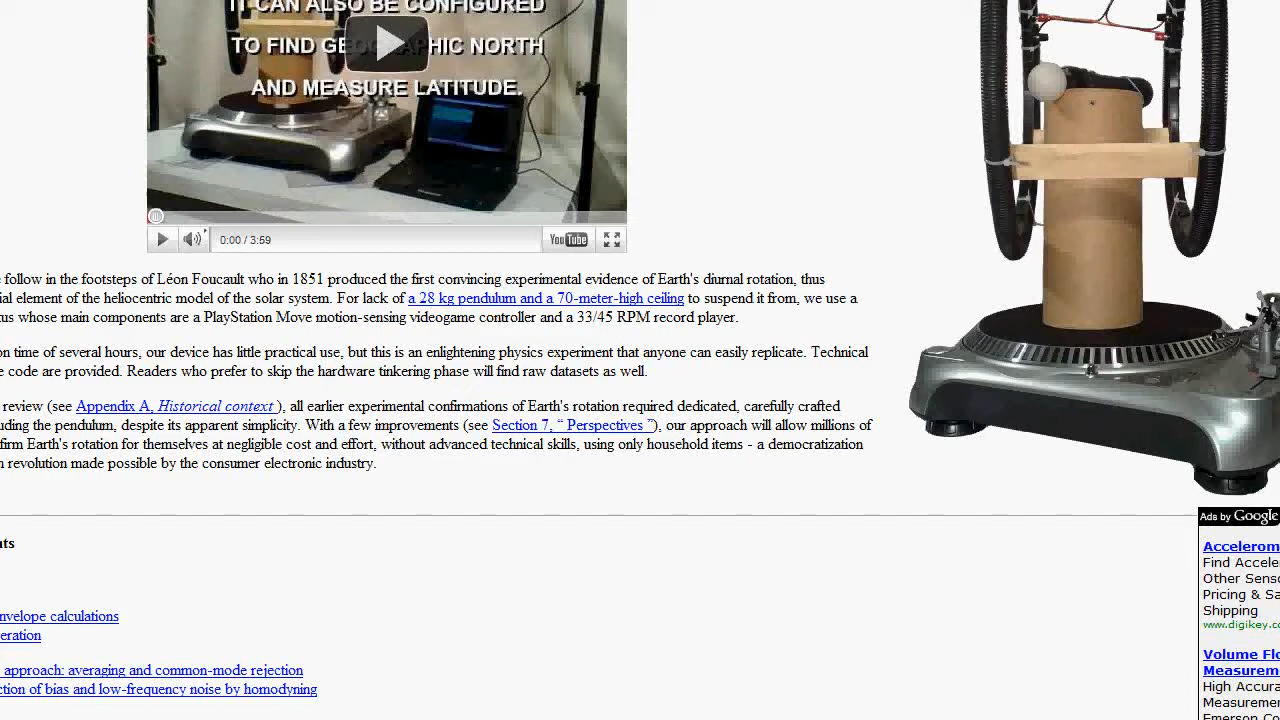 IT CAN ALSO BE CONFIGURED
TO FIND GEOGRAPHIC NORTH
AND MEASURE LATITUDE.
0:00 / 3:59
YouTube
follow in the footsteps of Léon Foucault who in 1851 produced the first convincing experimental evidence of Earth's diurnal rotation, thus
ial element of the heliocentric model of the solar system. For lack of a 28 kg pendulum and a 70-meter-high ceiling to suspend it from, we use a
tus whose main components are a PlayStation Move motion-sensing videogame controller and a 33/45 RPM record player.
on time of several hours, our device has little practical use, but this is an enlightening physics experiment that anyone can easily replicate. Technical
e code are provided. Readers who prefer to skip the hardware tinkering phase will find raw datasets as well.
review (see Appendix A, Historical context ), all earlier experimental confirmations of Earth's rotation required dedicated, carefully crafted
uding the pendulum, despite its apparent simplicity. With a few improvements (see Section 7, “ Perspectives ”), our approach will allow millions of
firm Earth's rotation for themselves at negligible cost and effort, without advanced technical skills, using only household items - a democratization
n revolution made possible by the consumer electronic industry.
nts
nvelope calculations
eration
approach: averaging and common-mode rejection
ction of bias and low-frequency noise by homodyning
Ads by Google
Accelerom
Find Accele
Other Senso
Pricing & Sa
Shipping
www.digikey.co
Volume Flo
Measurem
High Accura
Measuremen
Emerson Co